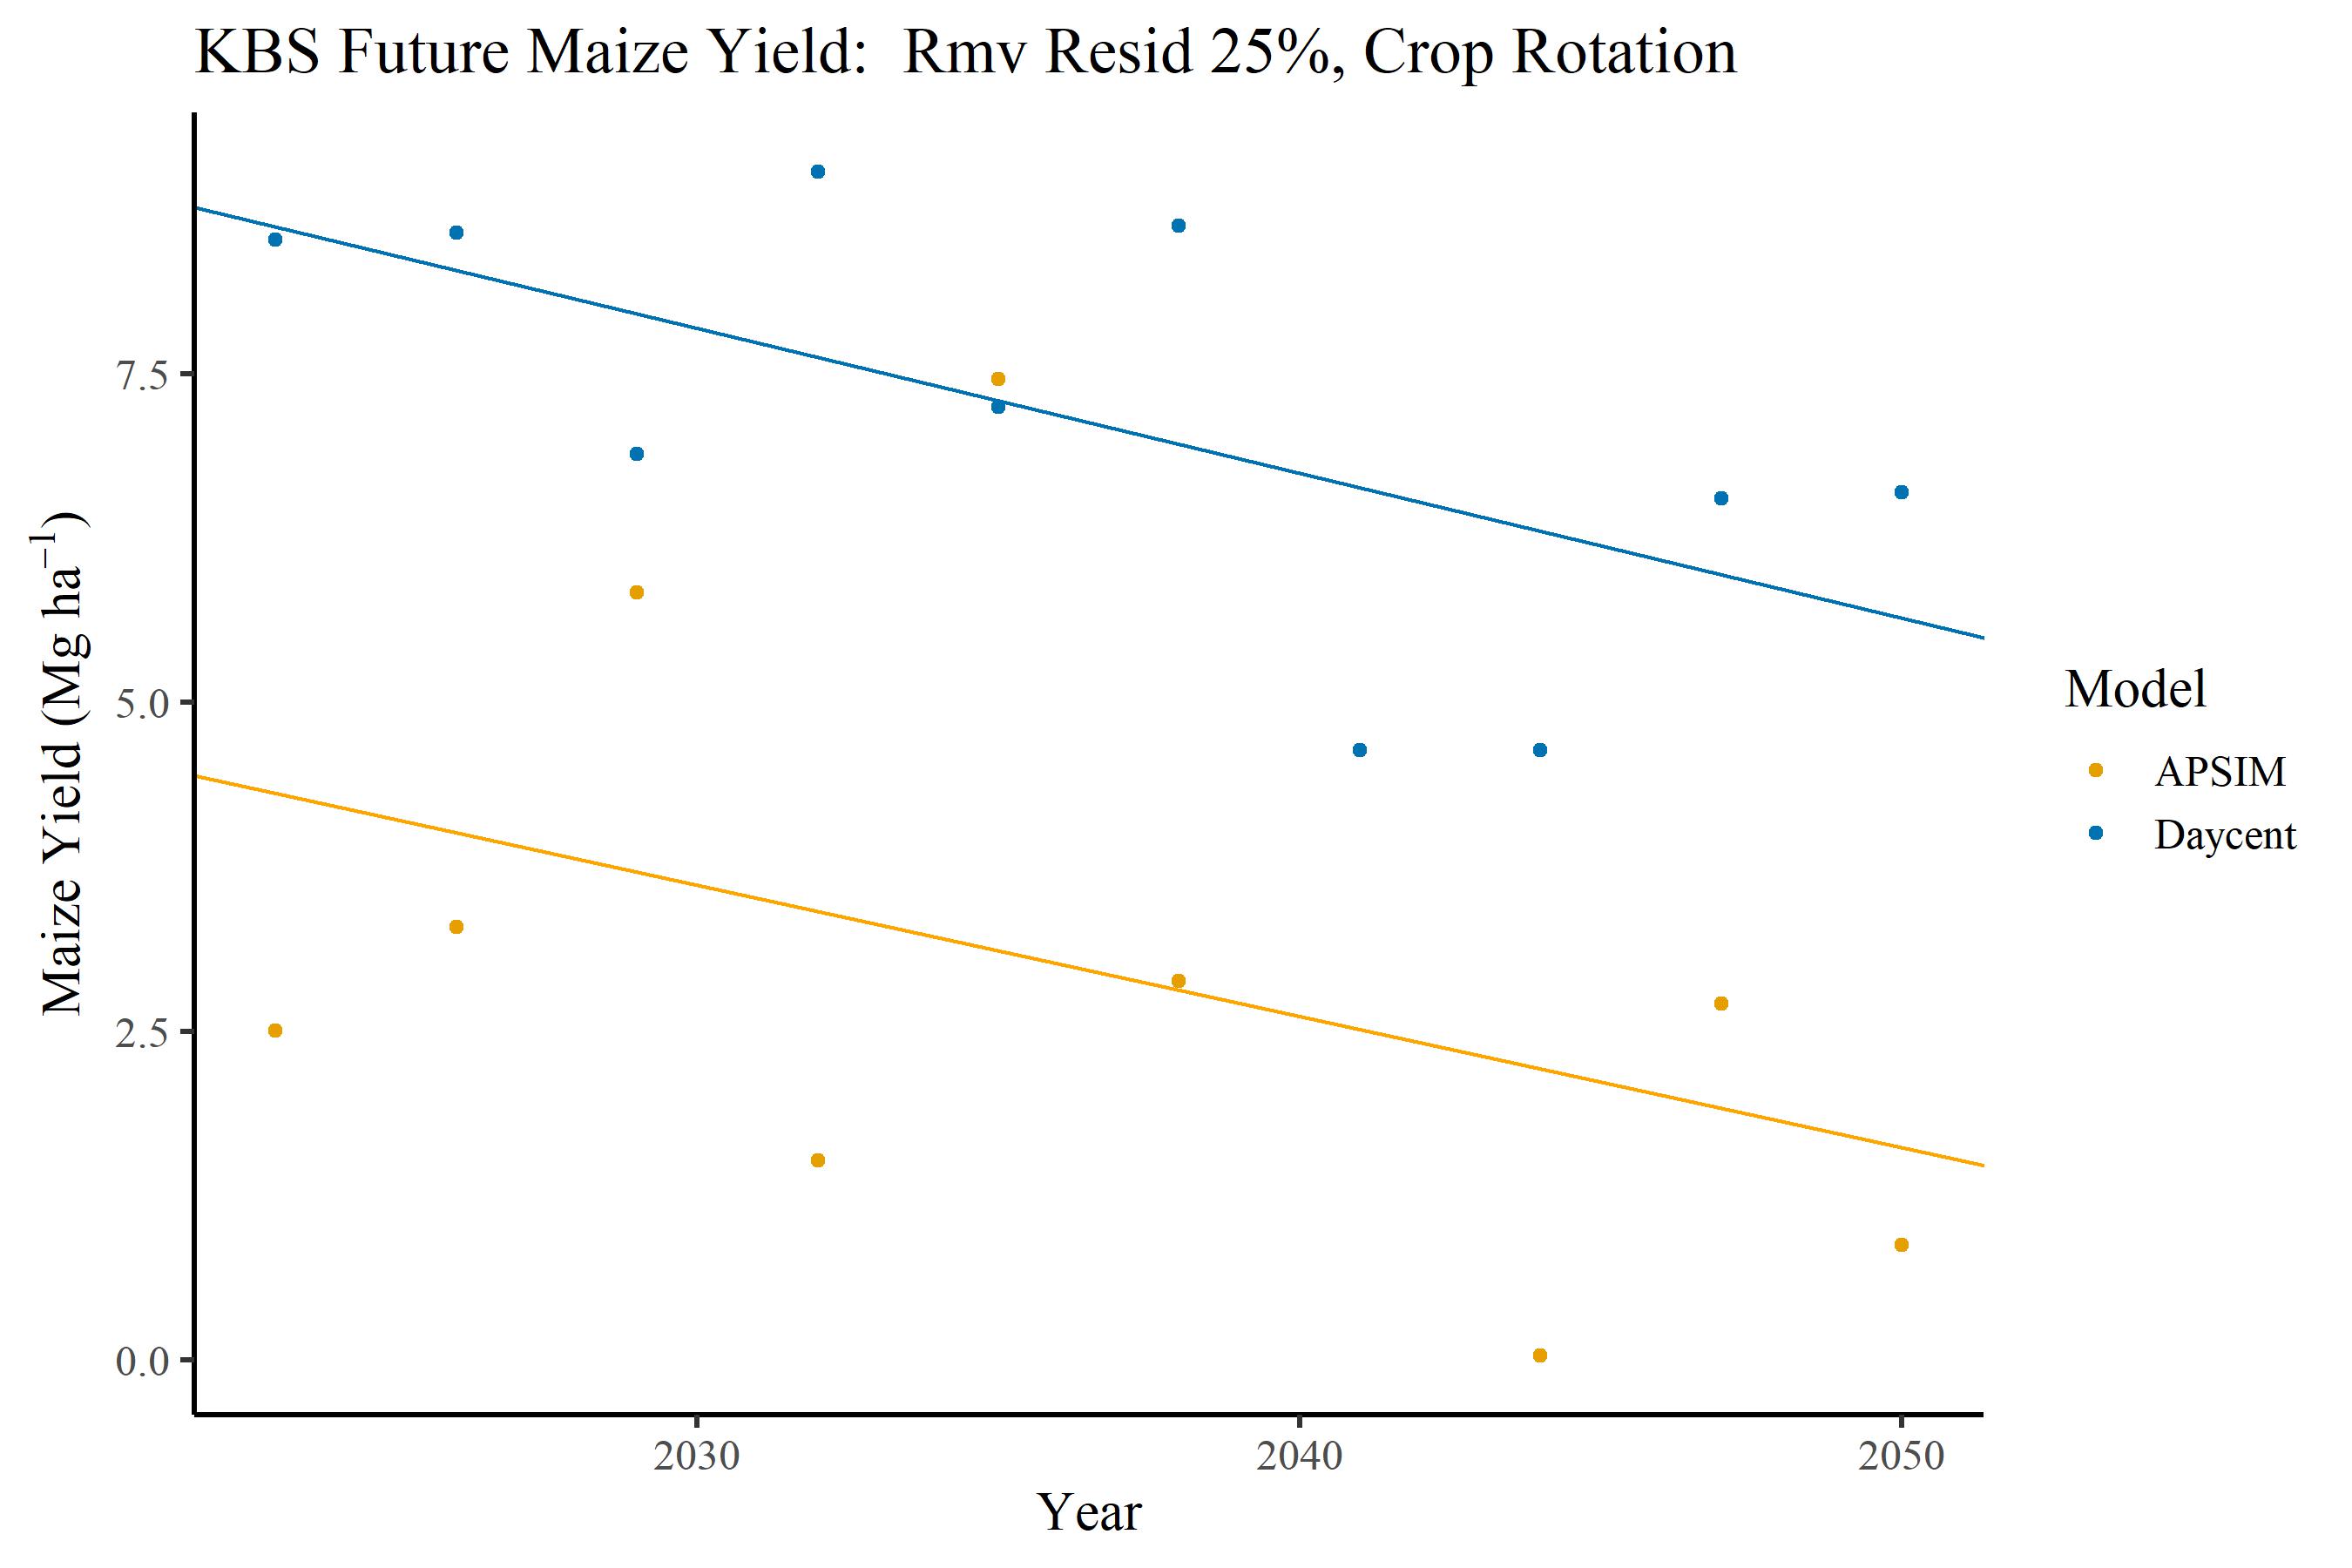 KBS Future Maize Yield:  Rmv Resid 25%, Crop Rotation
Maize Yield (Mg ha⁻¹)
7.5
5.0
2.5
0.0
2030
2040
2050
Year
Model
APSIM
Daycent